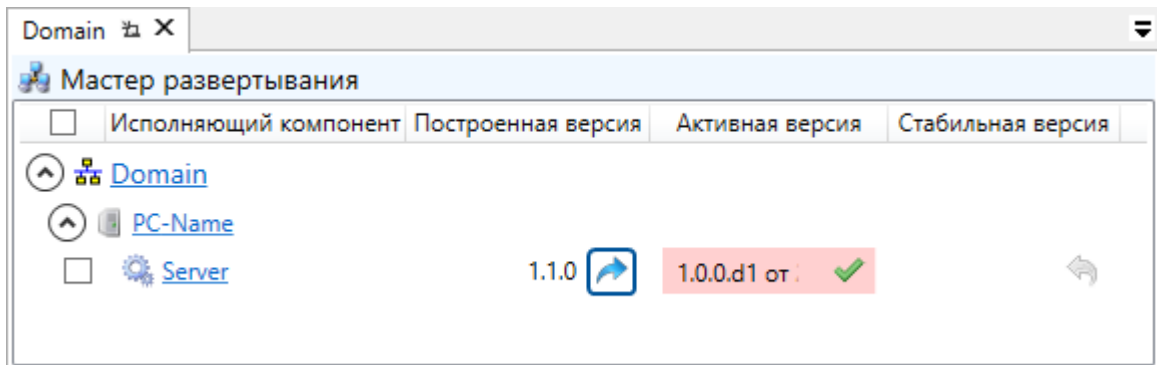 Domain
Мастер развертывания
Исполняющий компонент Построенная версия Активная версия Стабильная версия
Domain
PC-Name
Server 1.1.0 1.0.0.d1 от